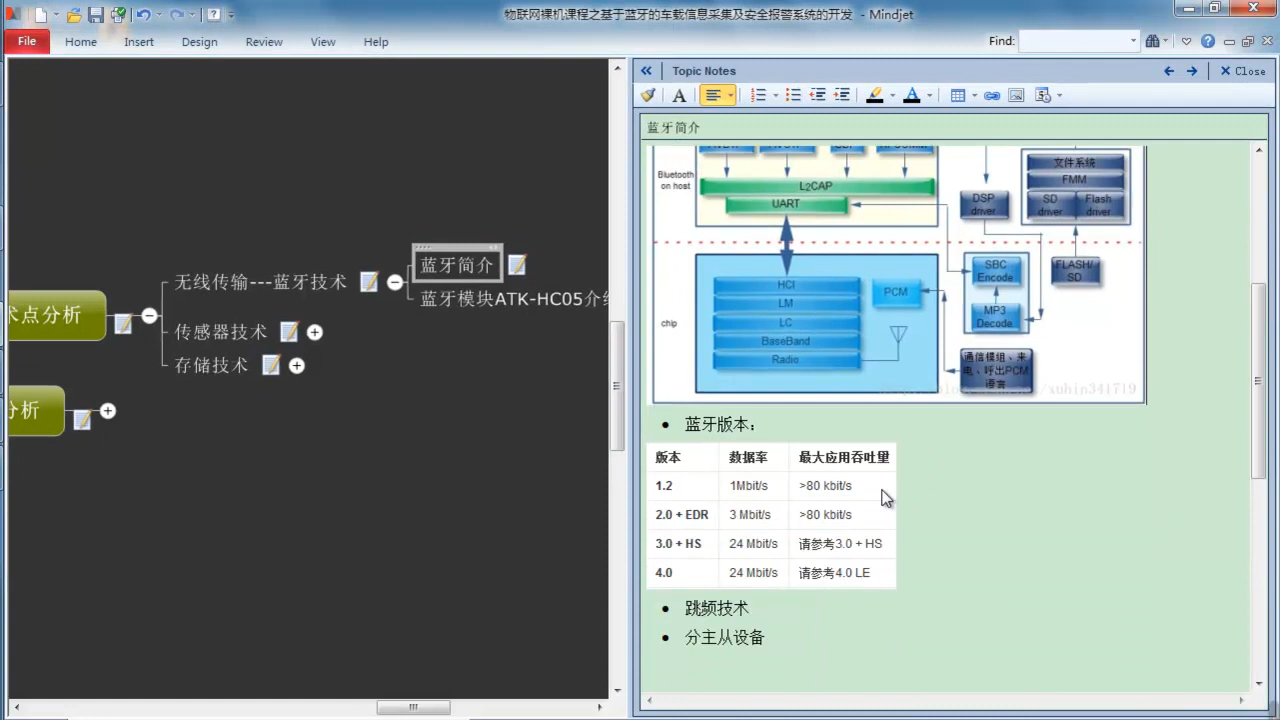 物联网裸机课程之基于蓝牙的车载信息采集及安全报警系统的开发 - Mindjet
File Home Insert Design Review View Help Find:
术点分析
无线传输---蓝牙技术
蓝牙简介
蓝牙模块ATK-HC05介绍
传感器技术
存储技术
分析
Topic Notes
Close
蓝牙简介
Bluetooth
on host
L2CAP
UART
DSP
driver
文件系统
FMM
SD
driver
Flash
driver
chip
HCI
LM
LC
BaseBand
Radio
PCM
SBC
Encode
MP3
Decode
FLASH/
SD
通信模组、来
电、呼出PCM
语言
蓝牙版本：
版本 数据率 最大应用吞吐量
1.2 1Mbit/s >80 kbit/s
2.0 + EDR 3 Mbit/s >80 kbit/s
3.0 + HS 24 Mbit/s 请参考3.0 + HS
4.0 24 Mbit/s 请参考4.0 LE
跳频技术
分主从设备